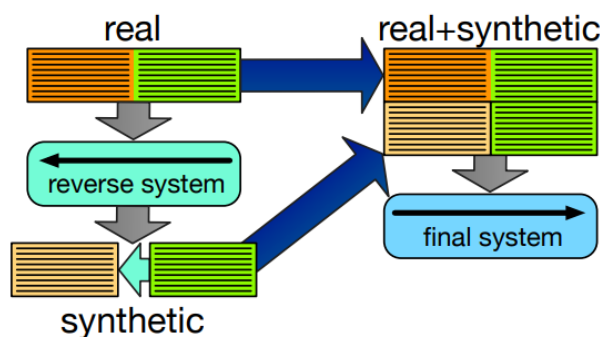 real
real+synthetic
reverse system
final system
synthetic